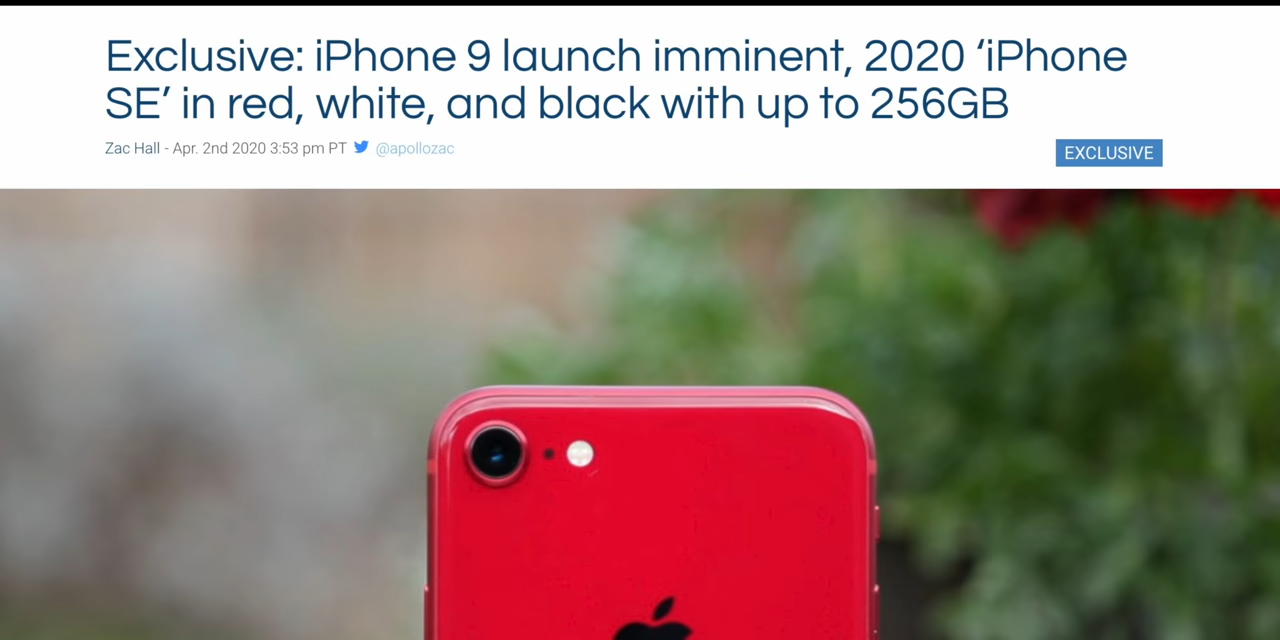 Exclusive: iPhone 9 launch imminent, 2020 ‘iPhone
SE’ in red, white, and black with up to 256GB
Zac Hall - Apr. 2nd 2020 3:53 pm PT @apollozac
EXCLUSIVE